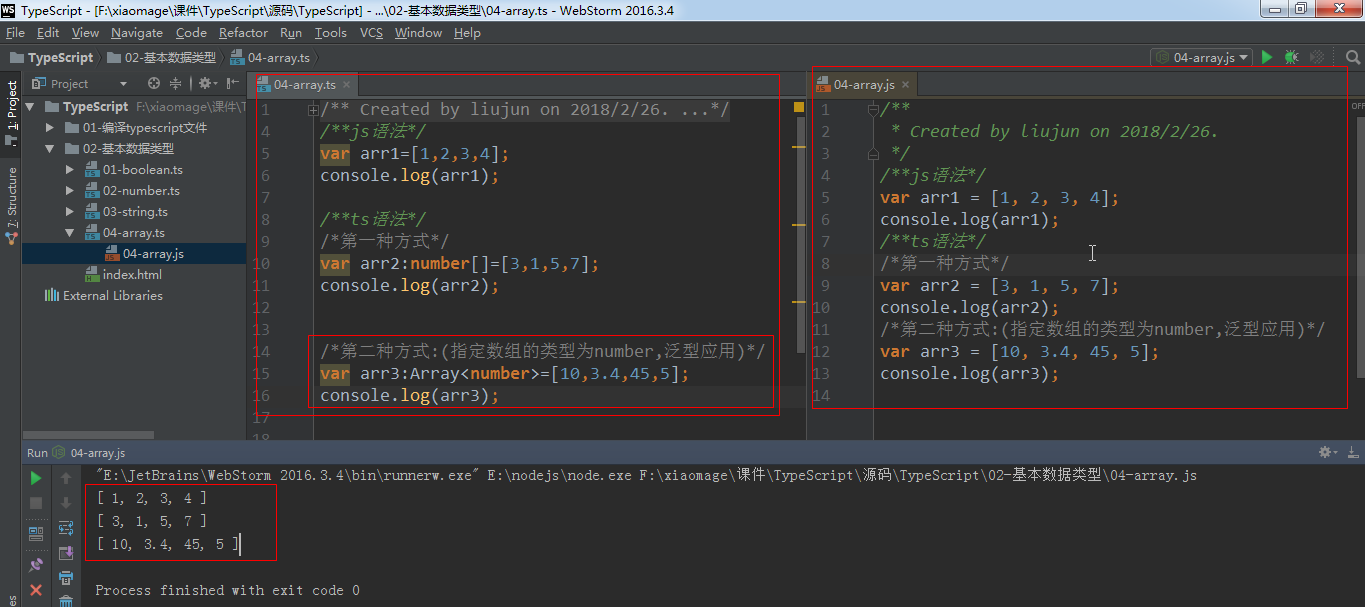 TypeScript - [F:\xiaomage\课件\TypeScript\源码\TypeScript] - ...\02-基本数据类型\04-array.ts - WebStorm 2016.3.4
File Edit View Navigate Code Refactor Run Tools VCS Window Help
TypeScript 02-基本数据类型 04-array.ts 04-array.js
1: Project
7: Structure
Project
TypeScript F:\xiaomage\课件\T
01-编译typescript文件
02-基本数据类型
01-boolean.ts
02-number.ts
03-string.ts
04-array.ts
04-array.js
index.html
External Libraries
04-array.ts
1 /** Created by liujun on 2018/2/26. ...*/
4 /**js语法*/
5 var arr1=[1,2,3,4];
6 console.log(arr1);
7
8 /**ts语法*/
9 /*第一种方式*/
10 var arr2:number[]=[3,1,5,7];
11 console.log(arr2);
12
13
14 /*第二种方式:(指定数组的类型为number,泛型应用)*/
15 var arr3:Array<number>=[10,3.4,45,5];
16 console.log(arr3);
17
18
04-array.js
1 /**
2 * Created by liujun on 2018/2/26.
3 */
4 /**js语法*/
5 var arr1 = [1, 2, 3, 4];
6 console.log(arr1);
7 /**ts语法*/
8 /*第一种方式*/
9 var arr2 = [3, 1, 5, 7];
10 console.log(arr2);
11 /*第二种方式:(指定数组的类型为number,泛型应用)*/
12 var arr3 = [10, 3.4, 45, 5];
13 console.log(arr3);
14
Run 04-array.js
"E:\JetBrains\WebStorm 2016.3.4\bin\runnerw.exe" E:\nodejs\node.exe F:\xiaomage\课件\TypeScript\源码\TypeScript\02-基本数据类型\04-array.js
[ 1, 2, 3, 4 ]
[ 3, 1, 5, 7 ]
[ 10, 3.4, 45, 5 ]
Process finished with exit code 0